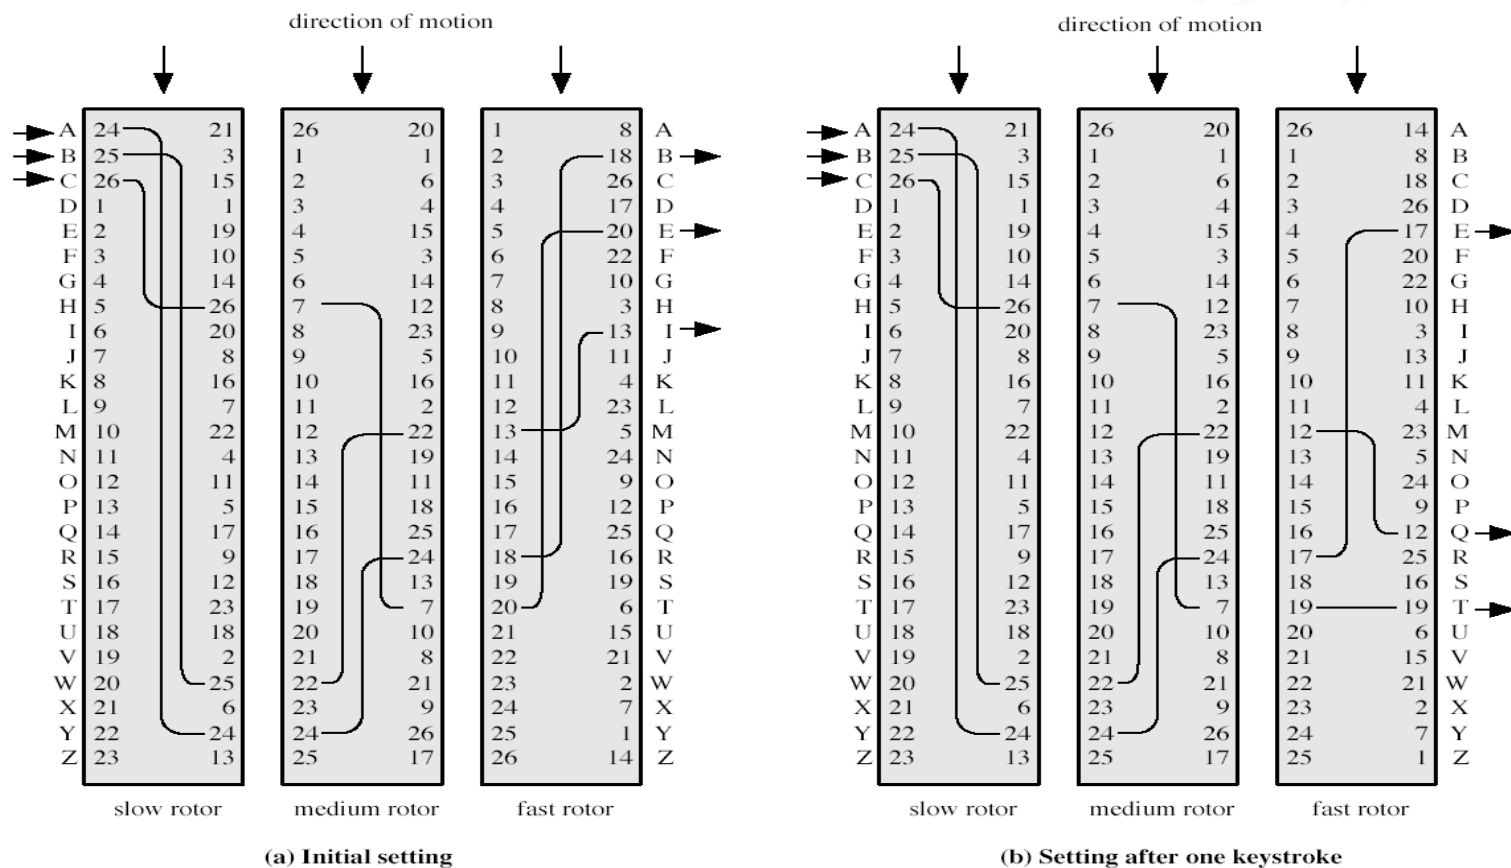 direction of motion direction of motion
A 24 21 26 20 1 8 A A 24 21 26 20 26 14 A
B 25 3 1 1 2 18 B B 25 3 1 1 1 8 B
C 26 15 2 6 3 26 C C 26 15 2 6 2 18 C
D 1 1 3 4 4 17 D D 1 1 3 4 3 26 D
E 2 19 4 15 5 20 E E 2 19 4 15 4 17 E
F 3 10 5 3 6 22 F F 3 10 5 3 5 20 F
G 4 14 6 14 7 10 G G 4 14 6 14 6 22 G
H 5 26 7 12 8 3 H H 5 26 7 12 7 10 H
I 6 20 8 23 9 13 I I 6 20 8 23 8 3 I
J 7 8 9 5 10 11 J J 7 8 9 5 9 13 J
K 8 16 10 16 11 4 K K 8 16 10 16 10 11 K
L 9 7 11 2 12 23 L L 9 7 11 2 11 4 L
M 10 22 12 22 13 5 M M 10 22 12 22 12 23 M
N 11 4 13 19 14 24 N N 11 4 13 19 13 5 N
O 12 11 14 11 15 9 O O 12 11 14 11 14 24 O
P 13 5 15 18 16 12 P P 13 5 15 18 15 9 P
Q 14 17 16 25 17 25 Q Q 14 17 16 25 16 12 Q
R 15 9 17 24 18 16 R R 15 9 17 24 17 25 R
S 16 12 18 13 19 19 S S 16 12 18 13 18 16 S
T 17 23 19 7 20 6 T T 17 23 19 7 19 19 T
U 18 18 20 10 21 15 U U 18 18 20 10 20 6 U
V 19 2 21 8 22 21 V V 19 2 21 8 21 15 V
W 20 25 22 21 23 2 W W 20 25 22 21 22 21 W
X 21 6 23 9 24 7 X X 21 6 23 9 23 2 X
Y 22 24 24 26 25 1 Y Y 22 24 24 26 24 7 Y
Z 23 13 25 17 26 14 Z Z 23 13 25 17 25 1 Z
slow rotor medium rotor fast rotor slow rotor medium rotor fast rotor
(a) Initial setting (b) Setting after one keystroke